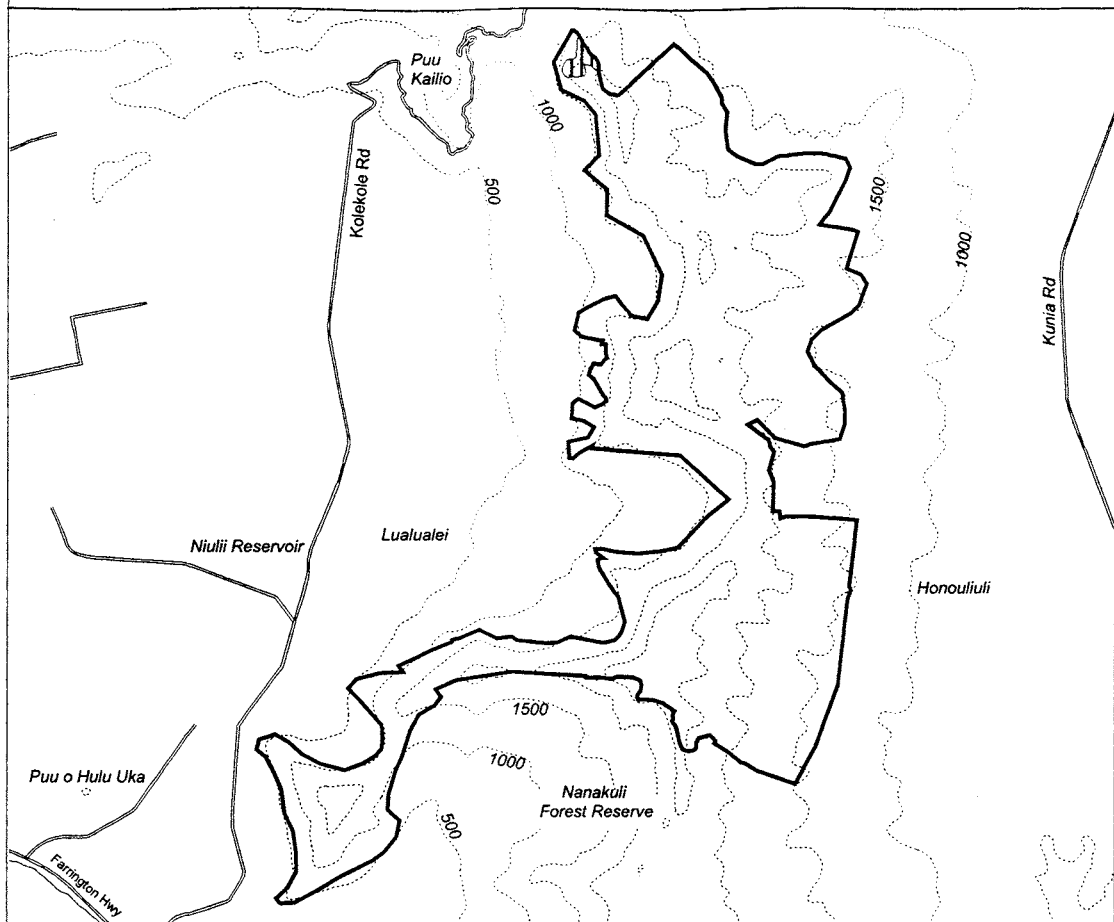 Puu
Kailio
1000
500
Kolekole Rd
1500
1000
Kunia Rd
Niulii Reservoir
Lualualei
Honouliuli
1500
1000
Puu o Hulu Uka
Nanakuli
Forest Reserve
500
Farrington Hwy